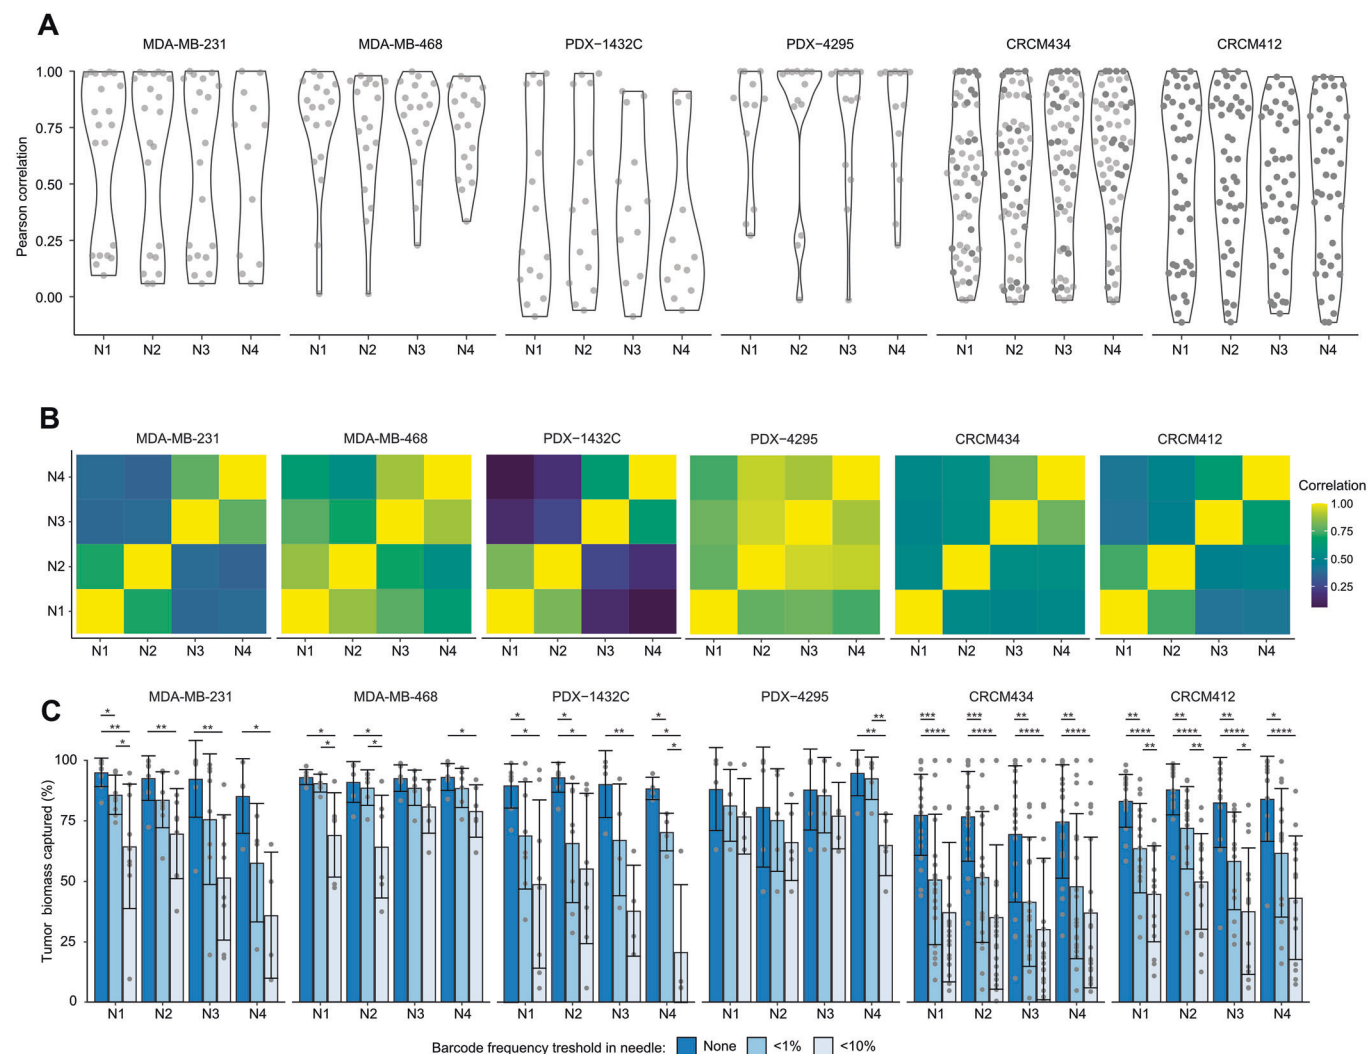 A
MDA-MB-231 MDA-MB-468 PDX−1432C PDX−4295 CRCM434 CRCM412
Pearson correlation
1.00
0.75
0.50
0.25
0.00
N1 N2 N3 N4 N1 N2 N3 N4 N1 N2 N3 N4 N1 N2 N3 N4 N1 N2 N3 N4 N1 N2 N3 N4
B
MDA-MB-231 MDA-MB-468 PDX−1432C PDX−4295 CRCM434 CRCM412
N4
N3
N2
N1
Correlation
1.00
0.75
0.50
0.25
N1 N2 N3 N4 N1 N2 N3 N4 N1 N2 N3 N4 N1 N2 N3 N4 N1 N2 N3 N4 N1 N2 N3 N4
C
MDA-MB-231 MDA-MB-468 PDX−1432C PDX−4295 CRCM434 CRCM412
* ** * ** ** *
* * * * *
* * * * ** * * *
** **
*** **** *** **** ** **** ** ****
** **** ** ** **** ** ** **** * * ****
Tumor biomass captured (%)
100
75
50
25
0
N1 N2 N3 N4 N1 N2 N3 N4 N1 N2 N3 N4 N1 N2 N3 N4 N1 N2 N3 N4 N1 N2 N3 N4
Barcode frequency treshold in needle: None <1% <10%